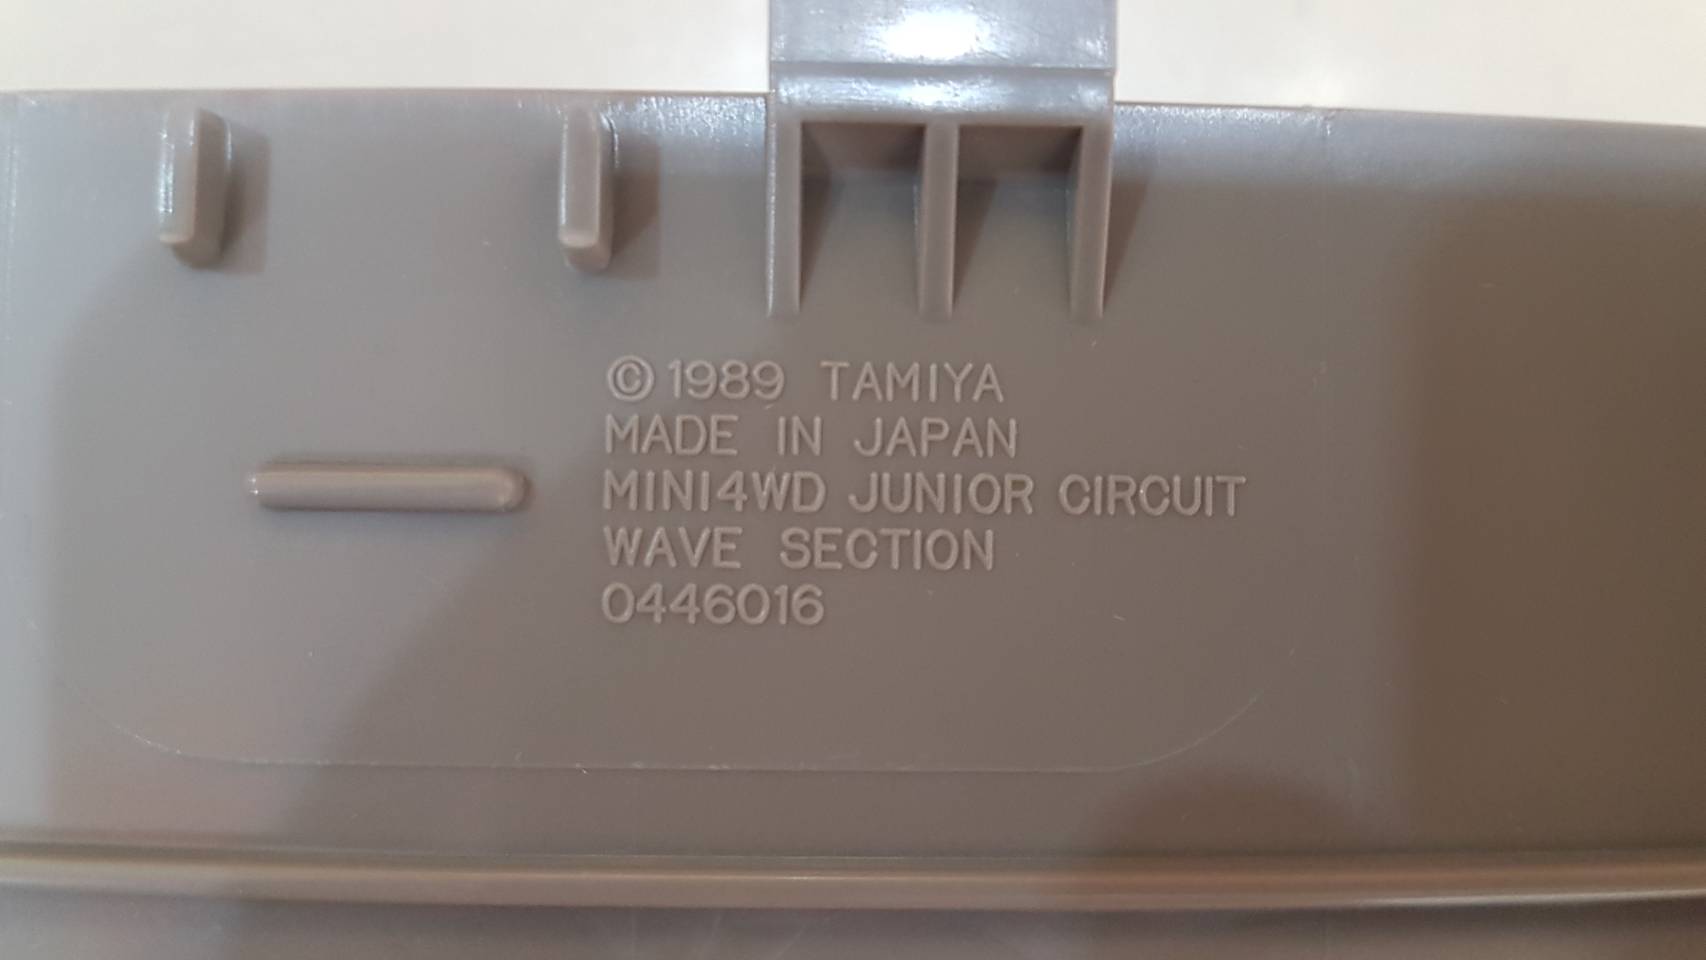 ©1989 TAMIYA
MADE IN JAPAN
MINI4WD JUNIOR CIRCUIT
WAVE SECTION
0446016